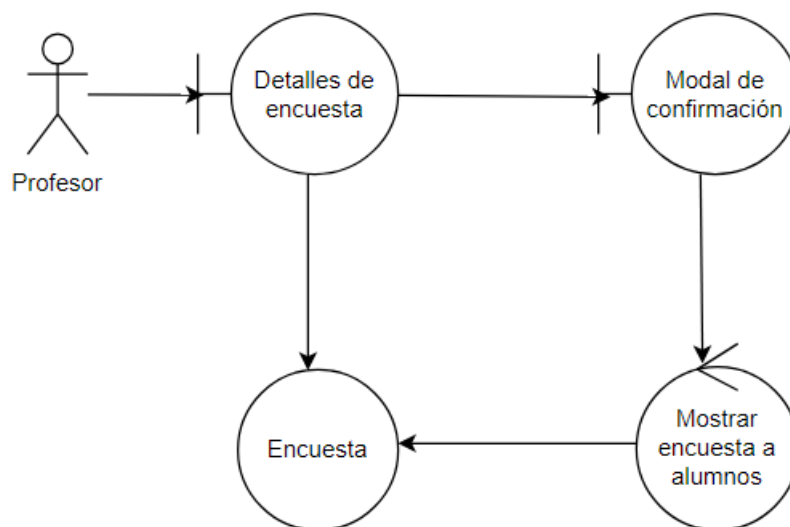 Detalles de
encuesta
Modal de
confirmación
Profesor
Encuesta
Mostrar
encuesta a
alumnos